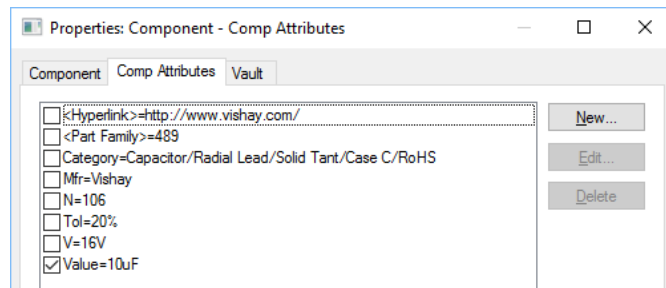 Properties: Component - Comp Attributes
Component Comp Attributes Vault
<Hyperlink>=http://www.vishay.com/
<Part Family>=489
Category=Capacitor/Radial Lead/Solid Tant/Case C/RoHS
Mfr=Vishay
N=106
Tol=20%
V=16V
Value=10uF
New...
Edit...
Delete